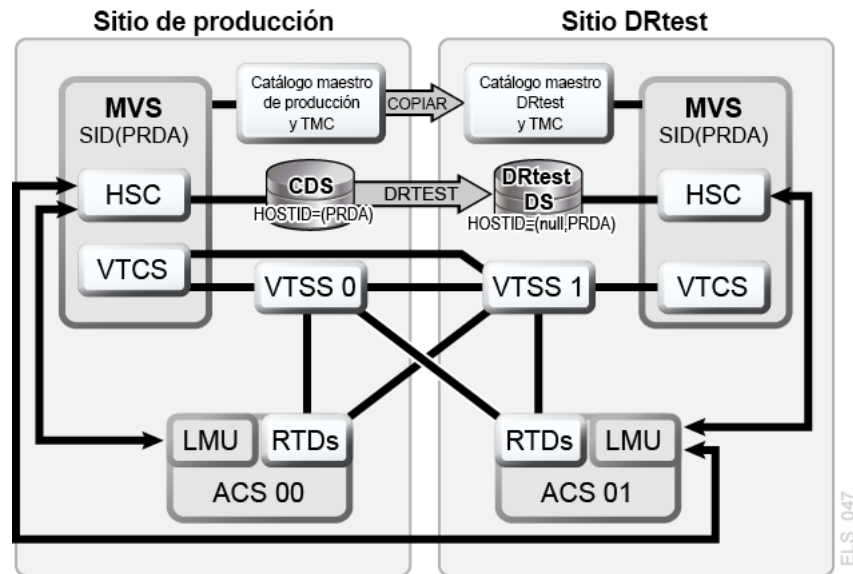 Sitio de producción
Sitio DRtest
MVS
SID(PRDA)
Catálogo maestro
de producción
y TMC
COPIAR
Catálogo maestro
DRtest
y TMC
MVS
SID(PRDA)
HSC
CDS
HOSTID=(PRDA)
DRTEST
DRtest
DS
HOSTID=(null,PRDA)
HSC
VTCS
VTSS 0
VTSS 1
VTCS
LMU
RTDs
ACS 00
RTDs
LMU
ACS 01
ELS_047